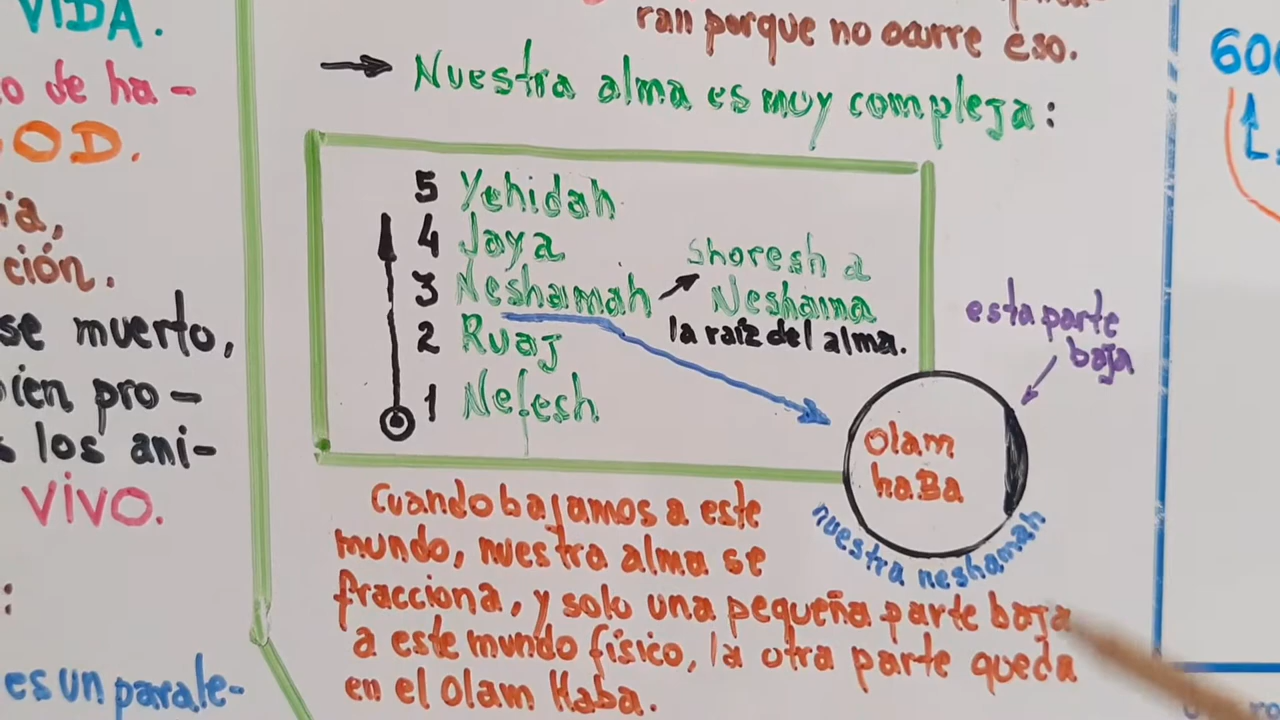 VIDA.
o de ha-
OD.
ia,
ción.
se muerto,
ien pro-
s los ani-
VIVO.
:
es un parale-
ran porque no ocurre eso.
→ Nuestra alma es muy compleja:
5 Yehidah
4 Jaya
3 Neshamah
2 Ruaj
1 Nefesh
Shoresh a
Neshama
la raíz del alma.
esta parte
baja
Olam
haBa
nuestra neshamah
Cuando bajamos a este
mundo, nuestra alma se
fracciona, y solo una pequeña parte baja
a este mundo físico, la otra parte queda
en el Olam Haba.
600